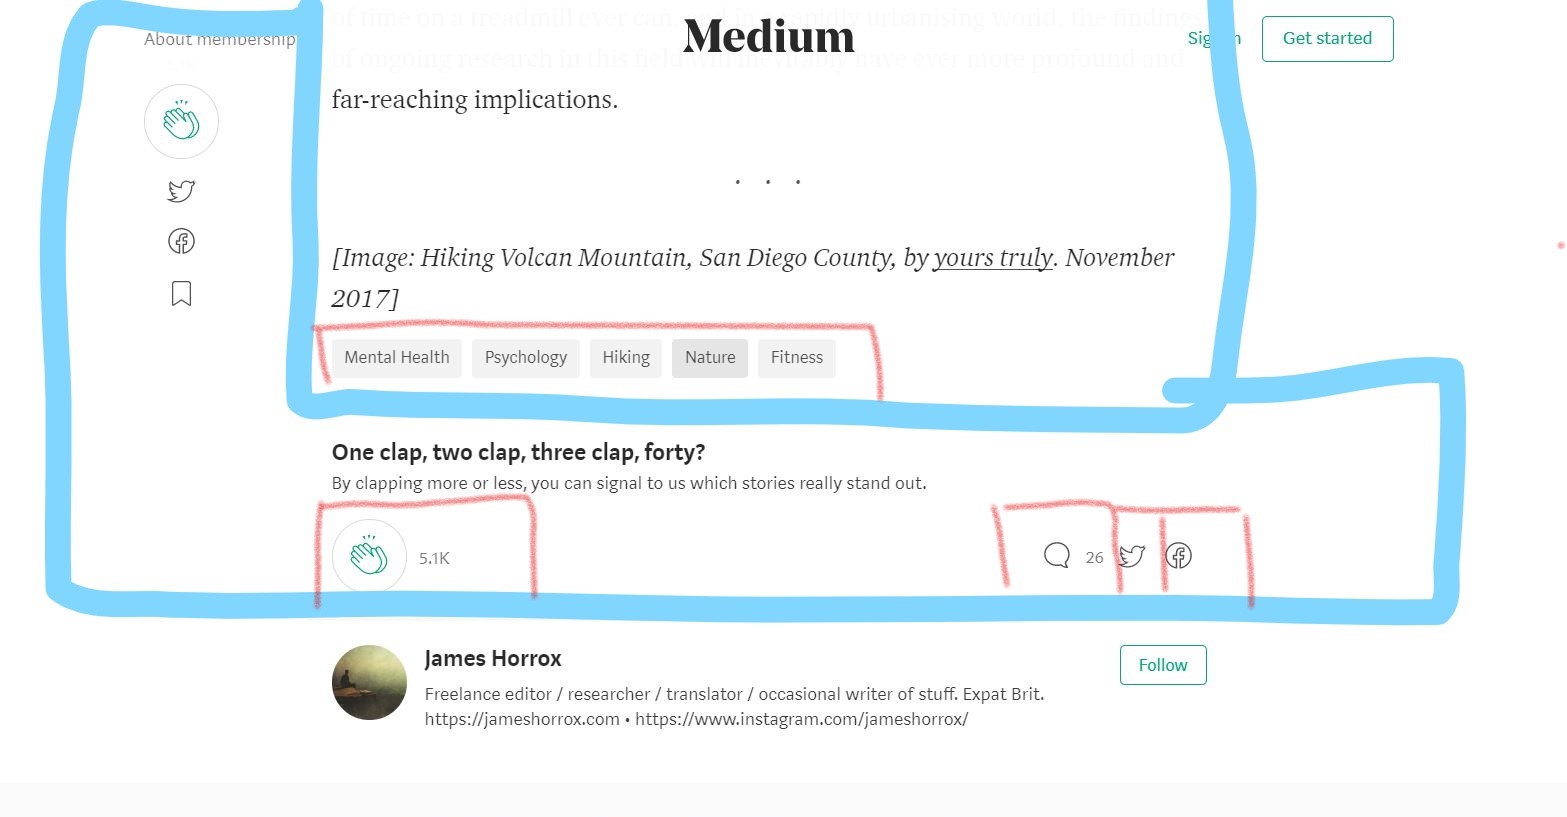 of time on a treadmill ever can, and in a rapidly urbanising world, the findings
About membership
Medium
Sign in
Get started
of ongoing research in this field will inevitably have ever more profound and
far-reaching implications.
. . .
[Image: Hiking Volcan Mountain, San Diego County, by yours truly. November
2017]
Mental Health Psychology Hiking Nature Fitness
One clap, two clap, three clap, forty?
By clapping more or less, you can signal to us which stories really stand out.
5.1K
26
James Horrox
Follow
Freelance editor / researcher / translator / occasional writer of stuff. Expat Brit.
https://jameshorrox.com • https://www.instagram.com/jameshorrox/